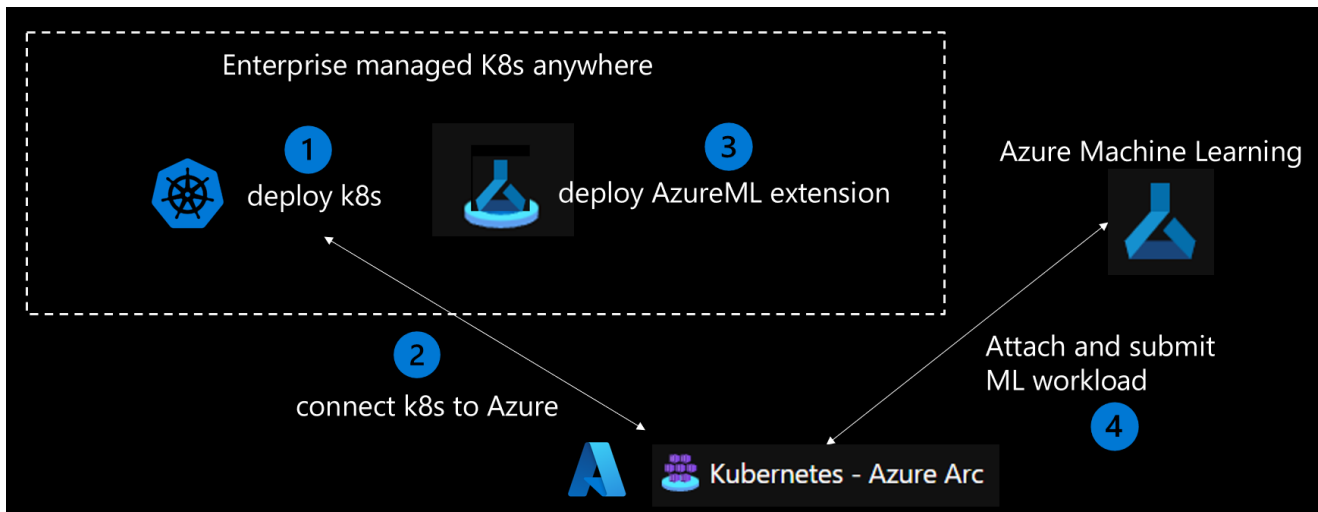 Enterprise managed K8s anywhere
1
deploy k8s
3
deploy AzureML extension
Azure Machine Learning
2
connect k8s to Azure
Attach and submit
ML workload
4
Kubernetes - Azure Arc